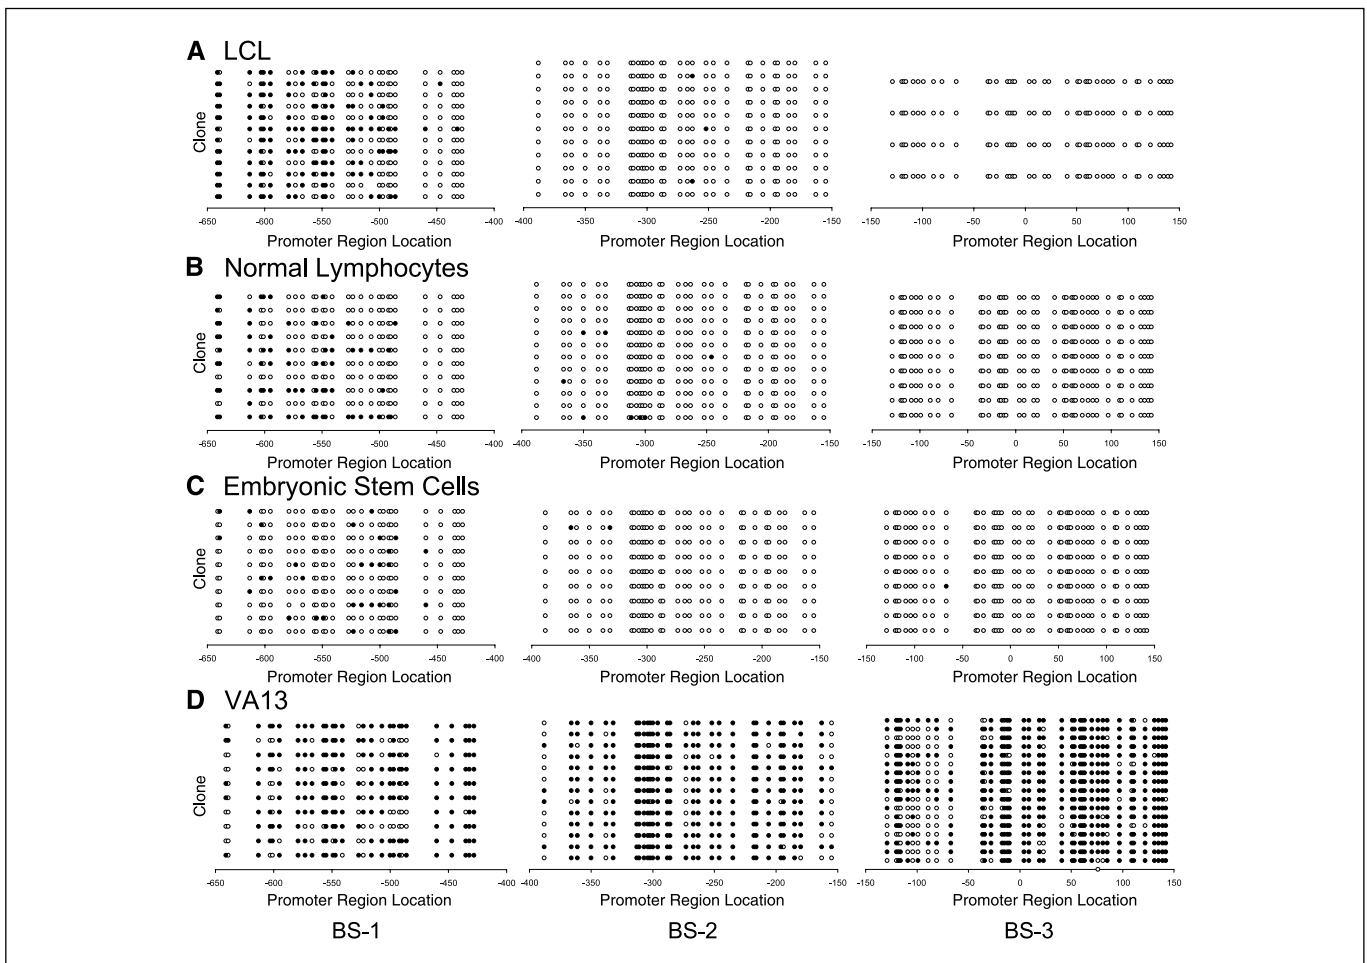 A LCL
Clone
-650 -600 -550 -500 -450 -400
Promoter Region Location
-400 -350 -300 -250 -200 -150
Promoter Region Location
-150 -100 -50 0 50 100 150
Promoter Region Location
B Normal Lymphocytes
Clone
-650 -600 -550 -500 -450 -400
Promoter Region Location
-400 -350 -300 -250 -200 -150
Promoter Region Location
-150 -100 -50 0 50 100 150
Promoter Region Location
C Embryonic Stem Cells
Clone
-650 -600 -550 -500 -450 -400
Promoter Region Location
-400 -350 -300 -250 -200 -150
Promoter Region Location
-150 -100 -50 0 50 100 150
Promoter Region Location
D VA13
Clone
-650 -600 -550 -500 -450 -400
Promoter Region Location
-400 -350 -300 -250 -200 -150
Promoter Region Location
-150 -100 -50 0 50 100 150
Promoter Region Location
BS-1 BS-2 BS-3